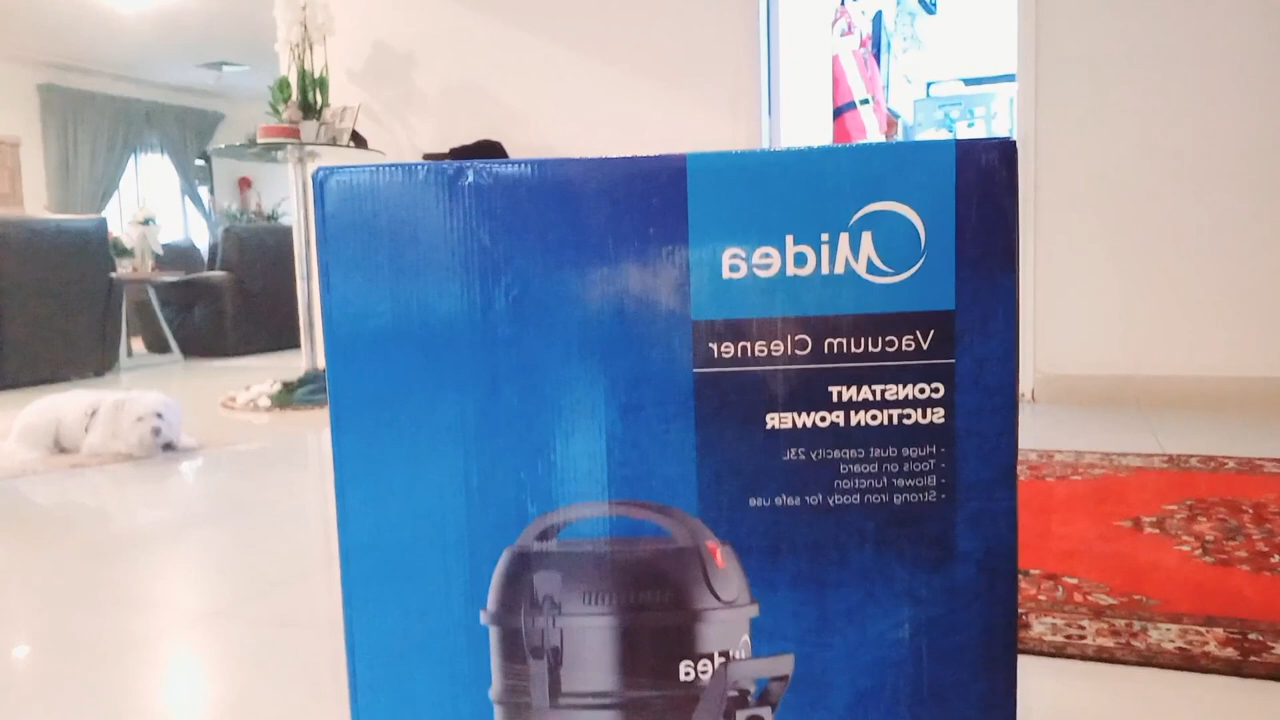 Midea
Vacuum Cleaner
CONSTANT
SUCTION POWER
- Huge dust capacity 23L
- Tools on board
- Blower function
- Strong iron body for safe use
Midea